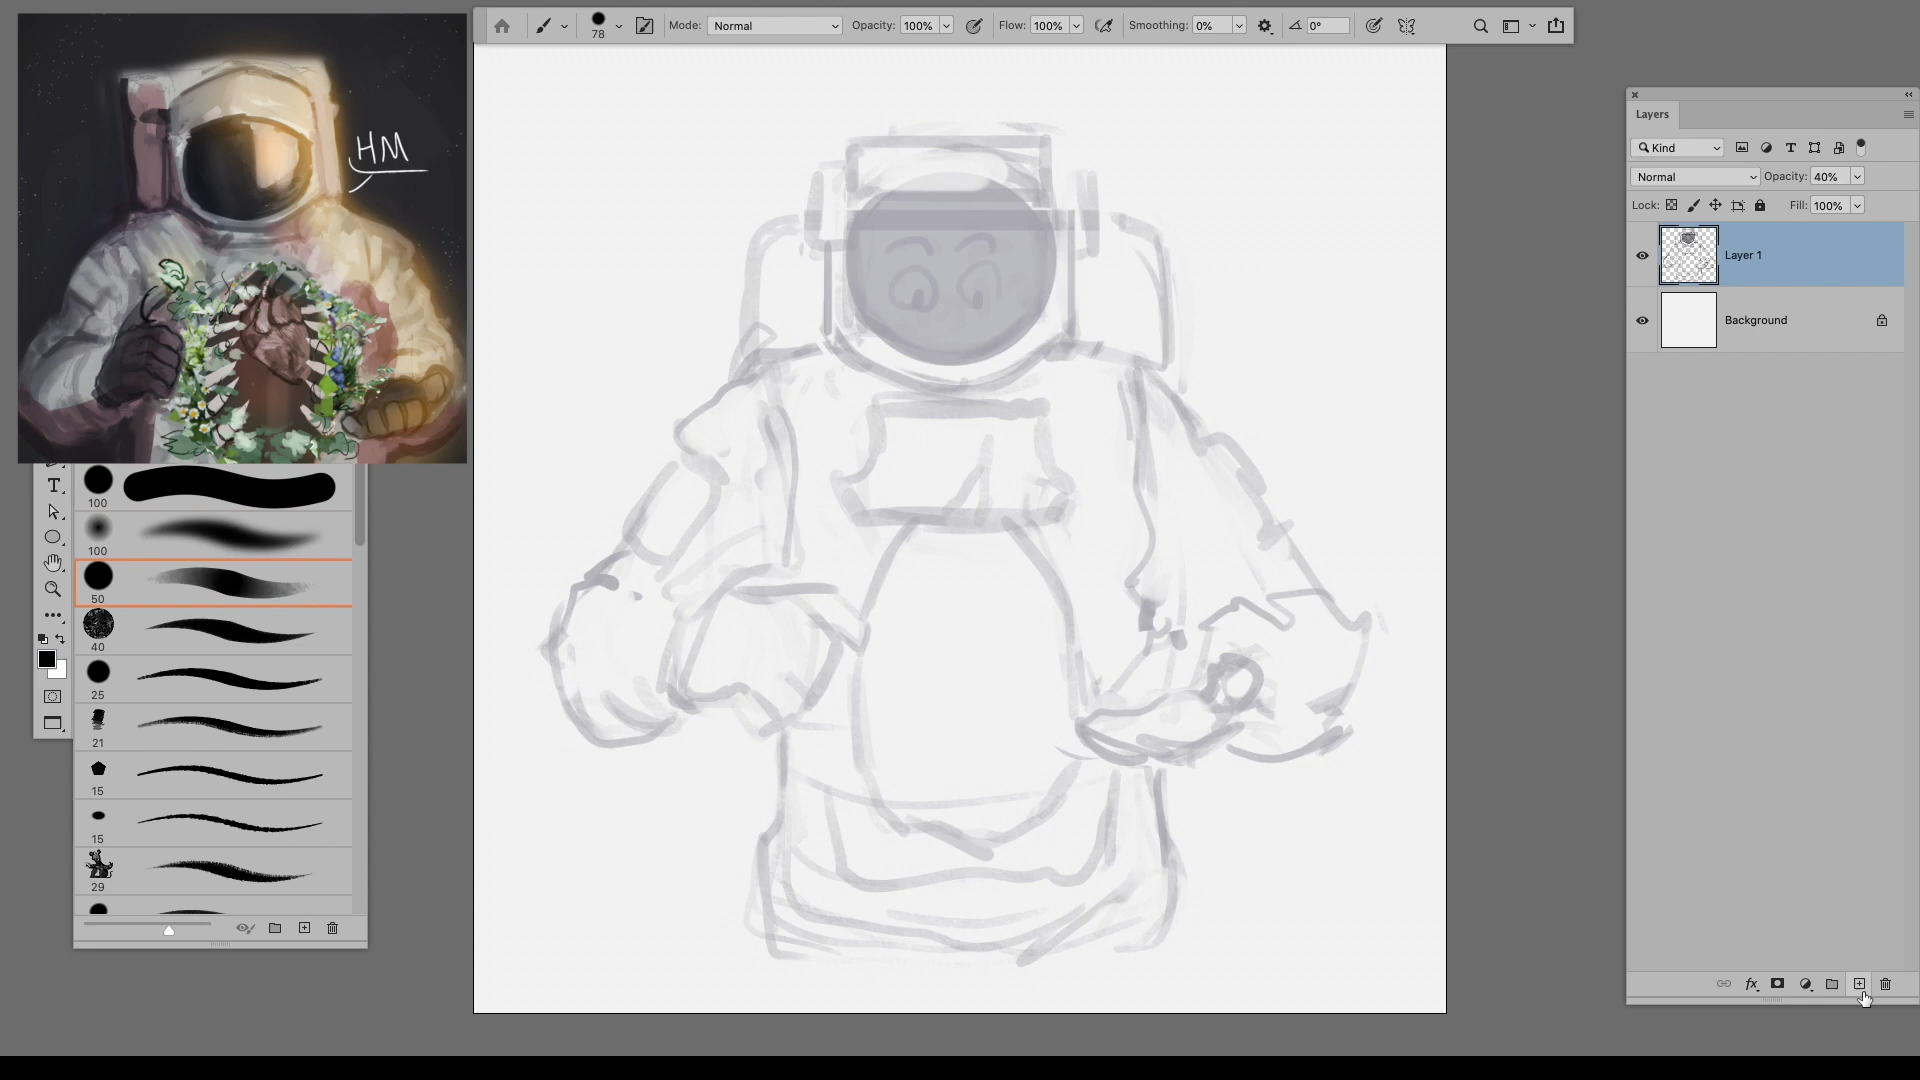 HM
78
Mode: Normal Opacity: 100% Flow: 100% Smoothing: 0% 0°
Layers
Kind
Normal Opacity: 40%
Lock: Fill: 100%
Layer 1
Background
T
100
100
50
40
25
21
15
15
29
fx